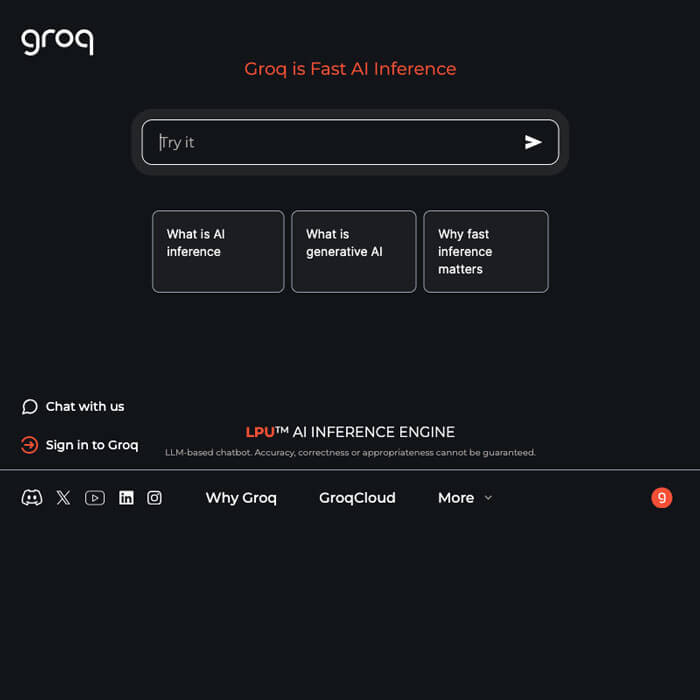 groq
Groq is Fast AI Inference
Try it
What is AI
inference
What is
generative AI
Why fast
inference
matters
Chat with us
LPU™ AI INFERENCE ENGINE
Sign in to Groq
LLM-based chatbot. Accuracy, correctness or appropriateness cannot be guaranteed.
Why Groq
GroqCloud
More
g